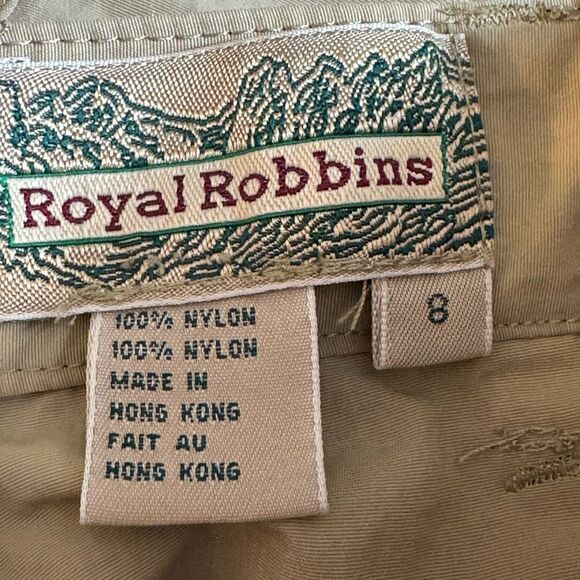 Royal Robbins
8
100% NYLON
100% NYLON
MADE IN
HONG KONG
FAIT AU
HONG KONG